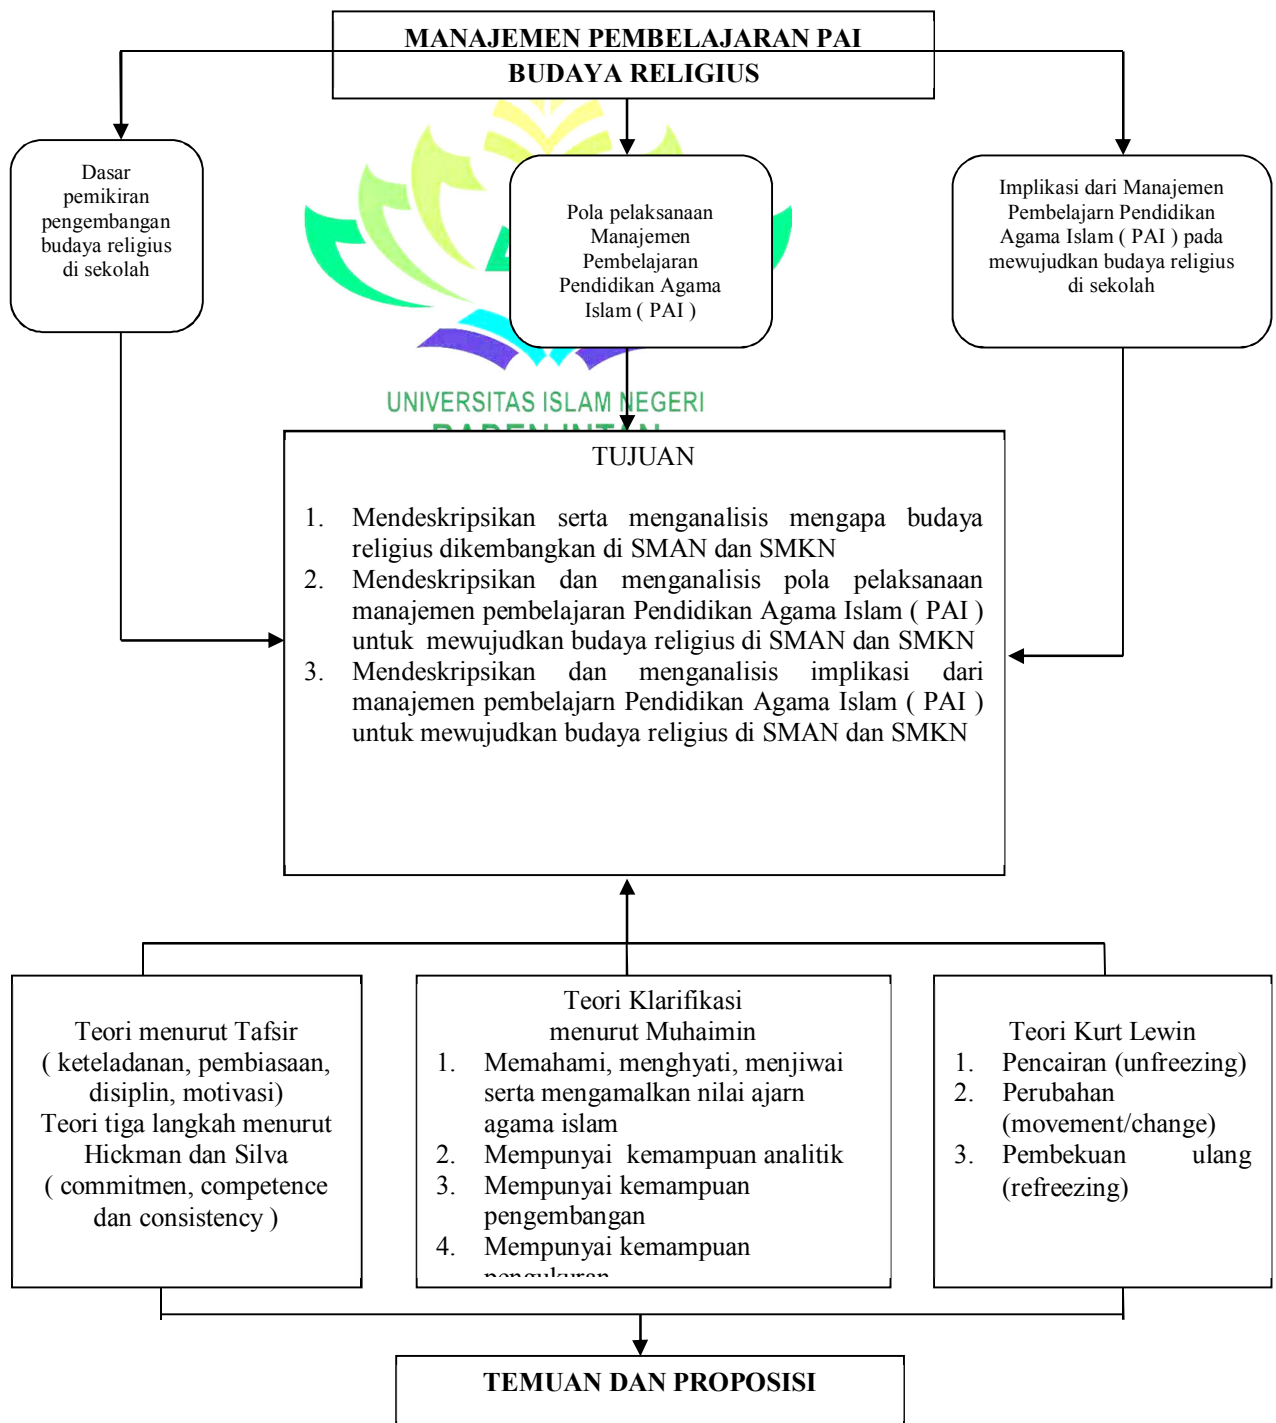 MANAJEMEN PEMBELAJARAN PAI
BUDAYA RELIGIUS
Dasar
pemikiran
pengembangan
budaya religius
di sekolah
Pola pelaksanaan
Manajemen
Pembelajaran
Pendidikan Agama
Islam ( PAI )
Implikasi dari Manajemen
Pembelajarn Pendidikan
Agama Islam ( PAI ) pada
mewujudkan budaya religius
di sekolah
UNIVERSITAS ISLAM NEGERI
RADEN INTAN
TUJUAN
1. Mendeskripsikan serta menganalisis mengapa budaya
religius dikembangkan di SMAN dan SMKN
2. Mendeskripsikan dan menganalisis pola pelaksanaan
manajemen pembelajaran Pendidikan Agama Islam ( PAI )
untuk mewujudkan budaya religius di SMAN dan SMKN
3. Mendeskripsikan dan menganalisis implikasi dari
manajemen pembelajarn Pendidikan Agama Islam ( PAI )
untuk mewujudkan budaya religius di SMAN dan SMKN
Teori menurut Tafsir
( keteladanan, pembiasaan,
disiplin, motivasi)
Teori tiga langkah menurut
Hickman dan Silva
( commitmen, competence
dan consistency )
Teori Klarifikasi
menurut Muhaimin
1. Memahami, menghyati, menjiwai
serta mengamalkan nilai ajarn
agama islam
2. Mempunyai kemampuan analitik
3. Mempunyai kemampuan
pengembangan
4. Mempunyai kemampuan
pengukuran
Teori Kurt Lewin
1. Pencairan (unfreezing)
2. Perubahan
(movement/change)
3. Pembekuan ulang
(refreezing)
TEMUAN DAN PROPOSISI